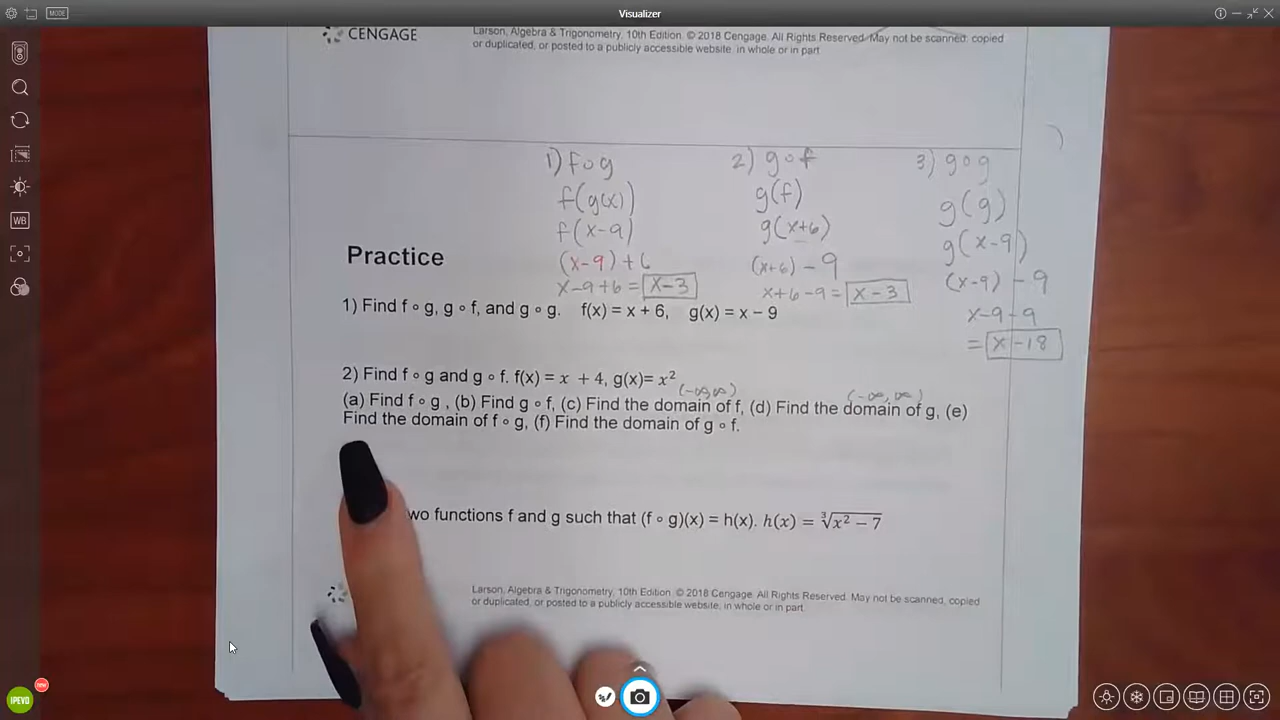 MODE
Visualizer
CENGAGE
Larson, Algebra & Trigonometry, 10th Edition. © 2018 Cengage. All Rights Reserved. May not be scanned, copied
or duplicated, or posted to a publicly accessible website, in whole or in part
1) f∘g
2) g∘f
3) g∘g
f(g(x))
g(f)
g(g)
f(x-9)
g(x+6)
g(x-9)
Practice
(x-9)+6
(x+6)-9
(x-9)-9
x-9+6 = x-3
x+6-9 = x-3
x-9-9
= x-18
1) Find f ∘ g, g ∘ f, and g ∘ g. f(x) = x + 6, g(x) = x − 9
2) Find f ∘ g and g ∘ f. f(x) = x + 4, g(x)= x²
(-∞,∞) (-∞,∞)
(a) Find f ∘ g , (b) Find g ∘ f, (c) Find the domain of f, (d) Find the domain of g, (e)
Find the domain of f ∘ g, (f) Find the domain of g ∘ f.
wo functions f and g such that (f ∘ g)(x) = h(x). h(x) = ∛(x² − 7)
Larson, Algebra & Trigonometry, 10th Edition. © 2018 Cengage. All Rights Reserved. May not be scanned, copied
or duplicated, or posted to a publicly accessible website, in whole or in part
WB
IPEVO
new